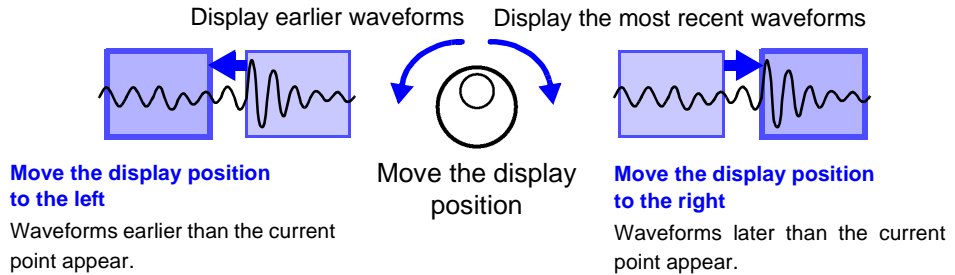 Display earlier waveforms
Display the most recent waveforms
Move the display position
to the left
Waveforms earlier than the current
point appear.
Move the display
position
Move the display position
to the right
Waveforms later than the current
point appear.